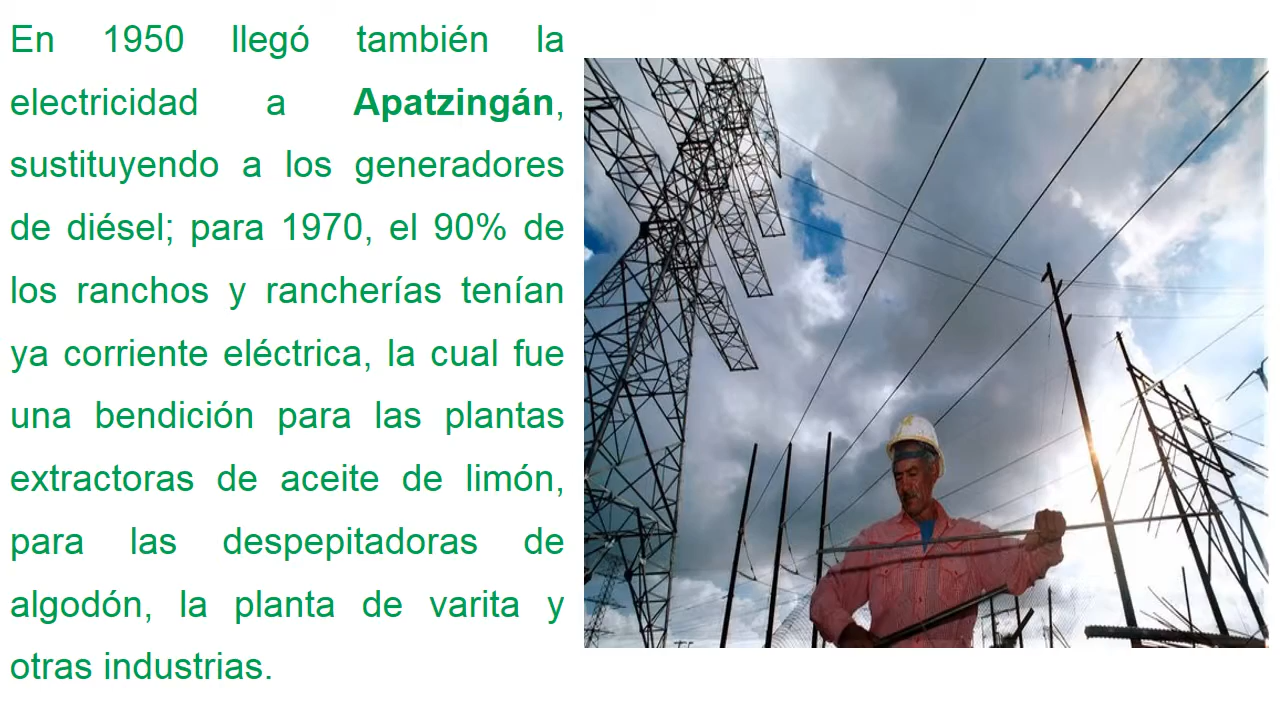 En 1950 llegó también la
electricidad a Apatzingán,
sustituyendo a los generadores
de diésel; para 1970, el 90% de
los ranchos y rancherías tenían
ya corriente eléctrica, la cual fue
una bendición para las plantas
extractoras de aceite de limón,
para las despepitadoras de
algodón, la planta de varita y
otras industrias.